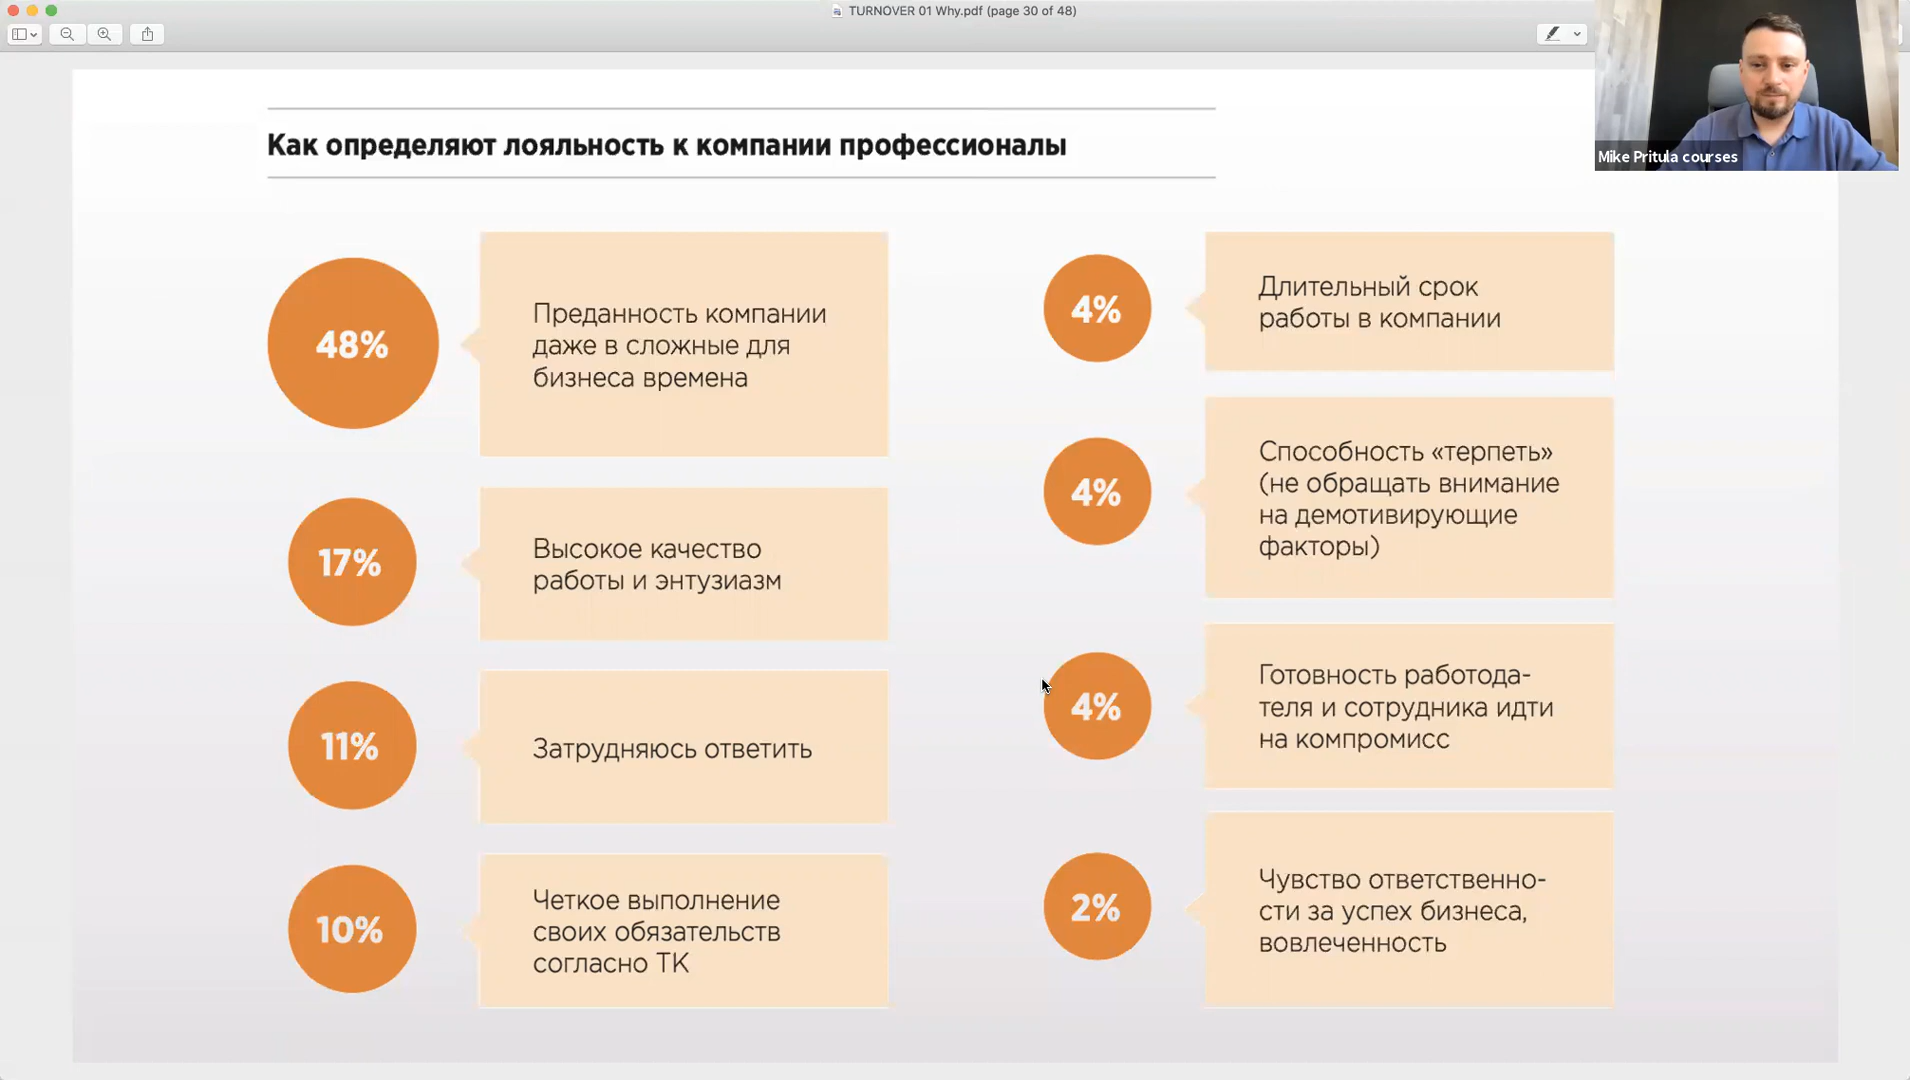 TURNOVER 01 Why.pdf (page 30 of 48)
Mike Pritula courses
Как определяют лояльность к компании профессионалы
48%
Преданность компании
даже в сложные для
бизнеса времена
17%
Высокое качество
работы и энтузиазм
11%
Затрудняюсь ответить
10%
Четкое выполнение
своих обязательств
согласно ТК
4%
Длительный срок
работы в компании
4%
Способность «терпеть»
(не обращать внимание
на демотивирующие
факторы)
4%
Готовность работода-
теля и сотрудника идти
на компромисс
2%
Чувство ответственно-
сти за успех бизнеса,
вовлеченность